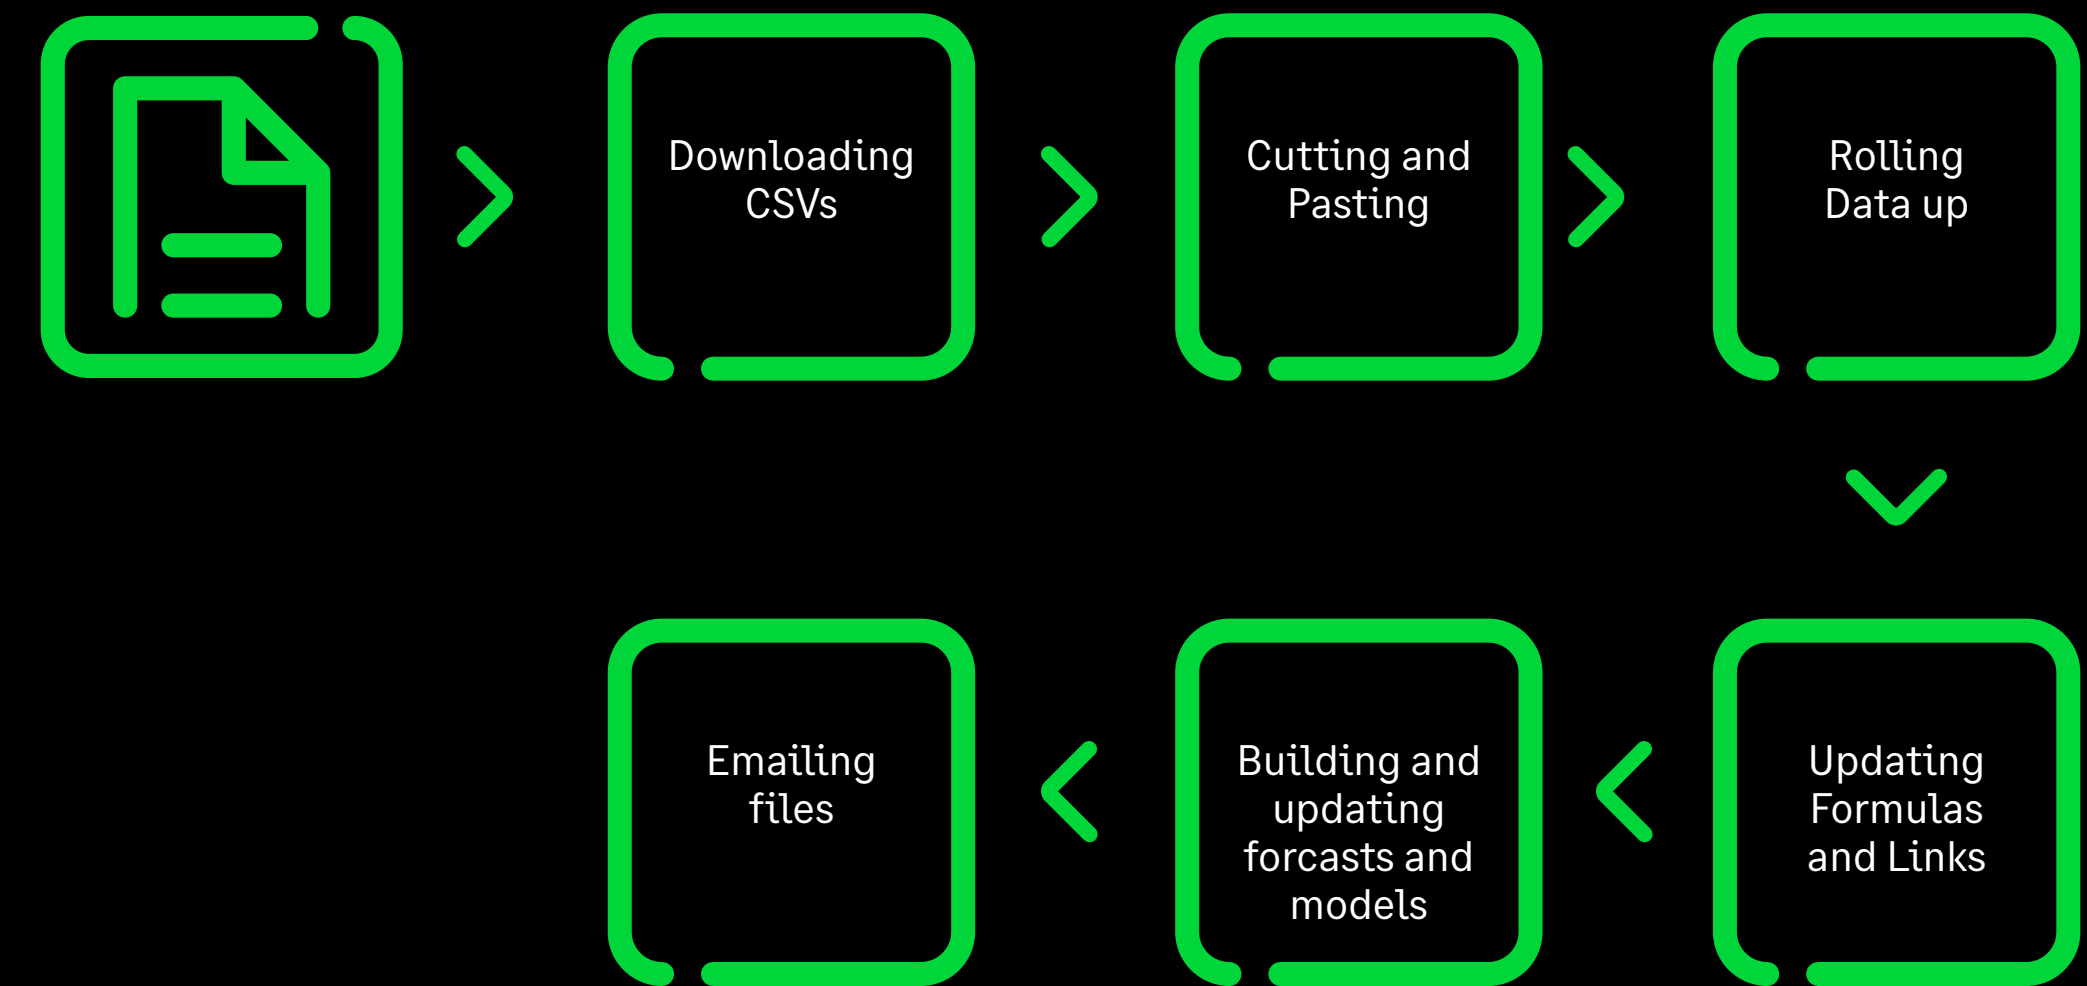 Downloading
CSVs
Cutting and
Pasting
Rolling
Data up
Updating
Formulas
and Links
Building and
updating
forcasts and
models
Emailing
files